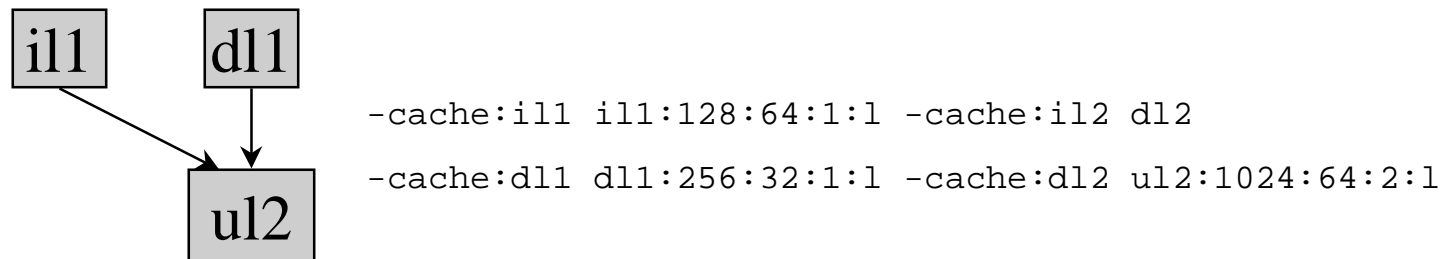 il1
dl1
-cache:il1 il1:128:64:1:l -cache:il2 dl2
-cache:dl1 dl1:256:32:1:l -cache:dl2 ul2:1024:64:2:l
ul2